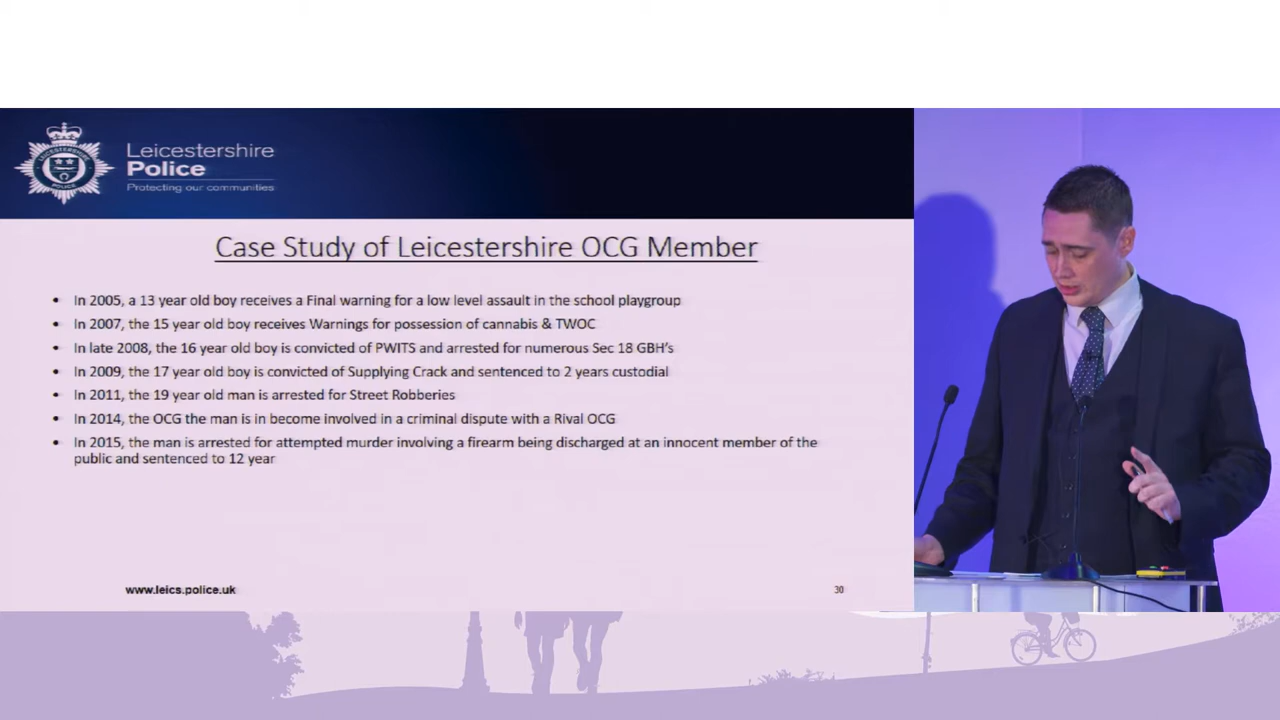 Leicestershire
Police
Protecting our communities
Case Study of Leicestershire OCG Member
• In 2005, a 13 year old boy receives a Final warning for a low level assault in the school playgroup
• In 2007, the 15 year old boy receives Warnings for possession of cannabis & TWOC
• In late 2008, the 16 year old boy is convicted of PWITS and arrested for numerous Sec 18 GBH's
• In 2009, the 17 year old boy is convicted of Supplying Crack and sentenced to 2 years custodial
• In 2011, the 19 year old man is arrested for Street Robberies
• In 2014, the OCG the man is in become involved in a criminal dispute with a Rival OCG
• In 2015, the man is arrested for attempted murder involving a firearm being discharged at an innocent member of the
public and sentenced to 12 year
www.leics.police.uk
30